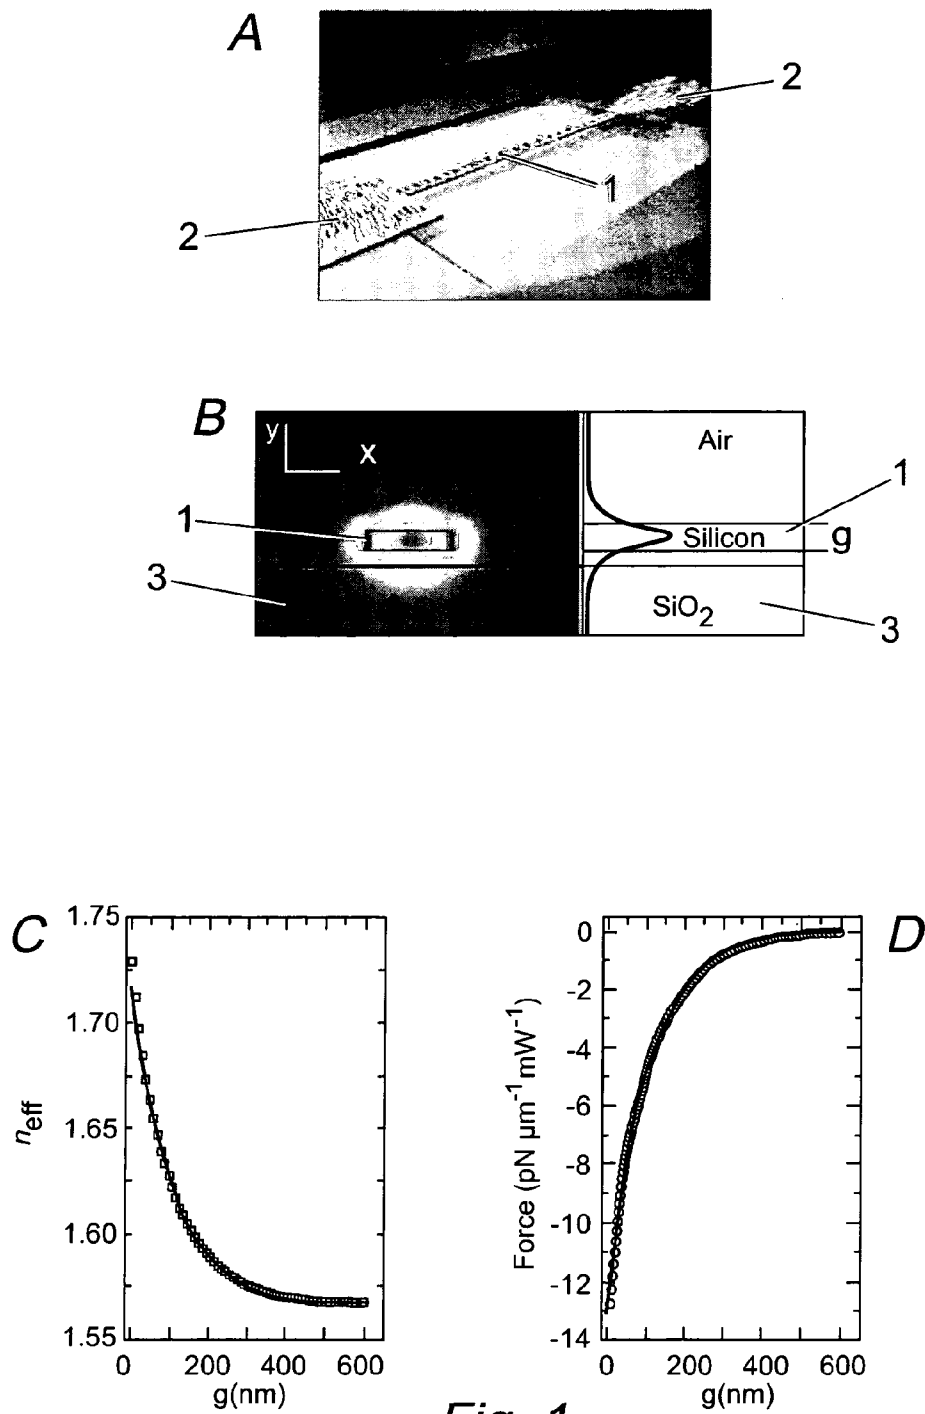 A
2
1
2
B
y
x
Air
1
1
Silicon
g
3
SiO2
3
C
1.75
1.70
1.65
1.60
1.55
neff
0 200 400 600
g(nm)
D
0
-2
-4
-6
-8
-10
-12
-14
Force (pN μm-1 mW-1)
0 200 400 600
g(nm)
Fig. 1